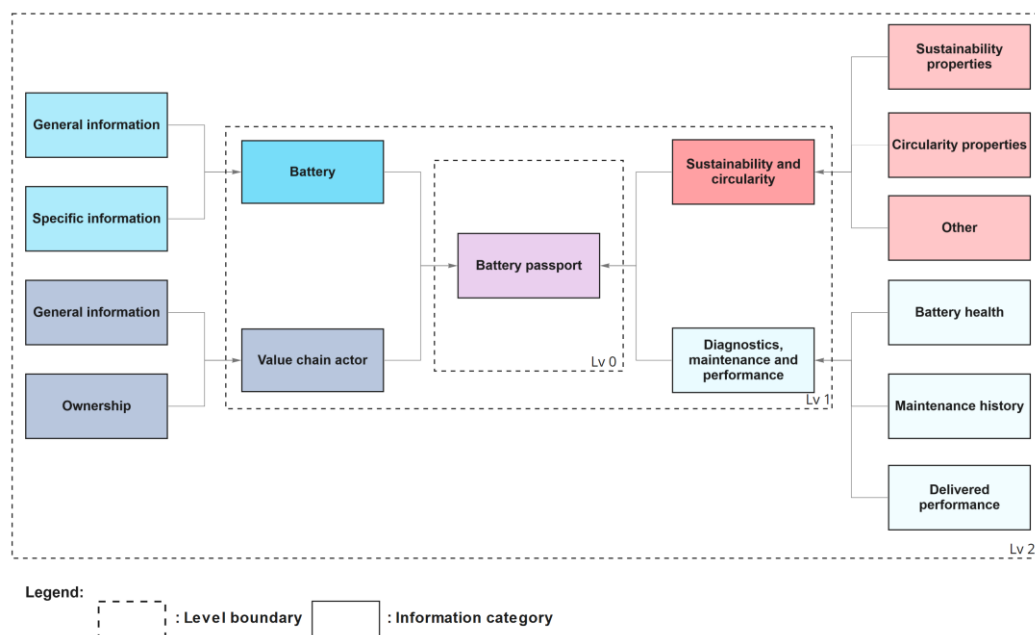 Sustainability
properties
General information
Circularity properties
Battery
Sustainability and
circularity
Specific information
Other
Battery passport
General information
Battery health
Value chain actor
Diagnostics,
maintenance and
performance
Lv 0
Ownership
Lv 1
Maintenance history
Delivered
performance
Lv 2
Legend:
: Level boundary
: Information category